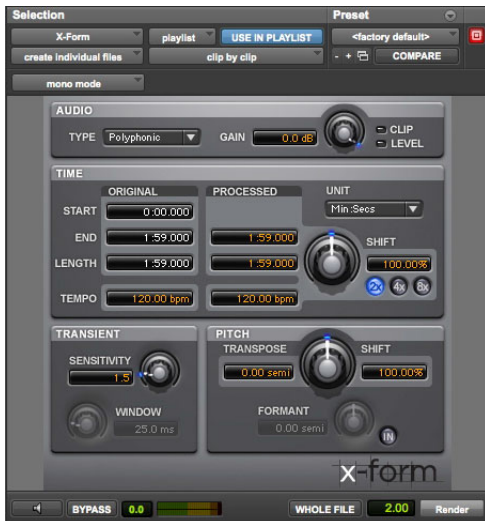 Selection Preset
X-Form playlist USE IN PLAYLIST <factory default>
create individual files clip by clip - + COMPARE
mono mode
AUDIO
TYPE Polyphonic GAIN 0.0 dB CLIP
LEVEL
TIME
ORIGINAL PROCESSED UNIT
START 0:00.000 Min:Secs
END 1:59.000 1:59.000 SHIFT
LENGTH 1:59.000 1:59.000 100.00%
2x 4x 8x
TEMPO 120.00 bpm 120.00 bpm
TRANSIENT PITCH
SENSITIVITY TRANSPOSE SHIFT
1.5 0.00 semi 100.00%
WINDOW FORMANT
25.0 ms 0.00 semi IN
x-form
BYPASS 0.0 WHOLE FILE 2.00 Render